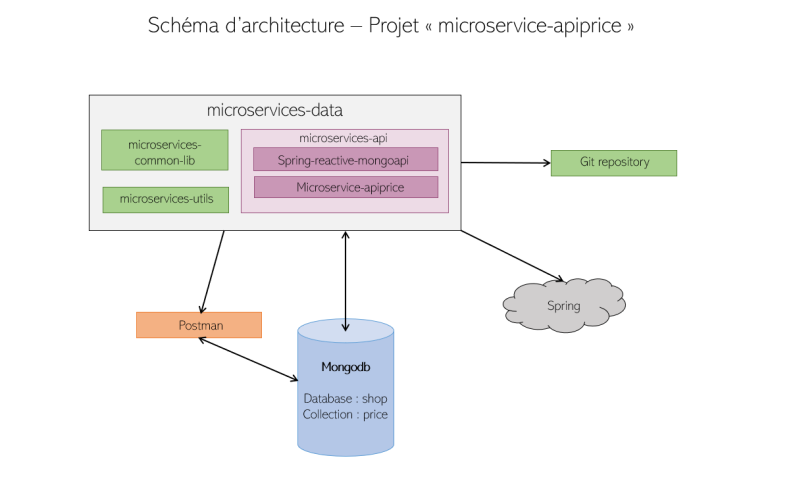 Schéma d'architecture – Projet « microservice-apiprice »
microservices-data
microservices-
common-lib
microservices-utils
microservices-api
Spring-reactive-mongoapi
Microservice-apiprice
Git repository
Spring
Postman
Mongodb
Database : shop
Collection : price